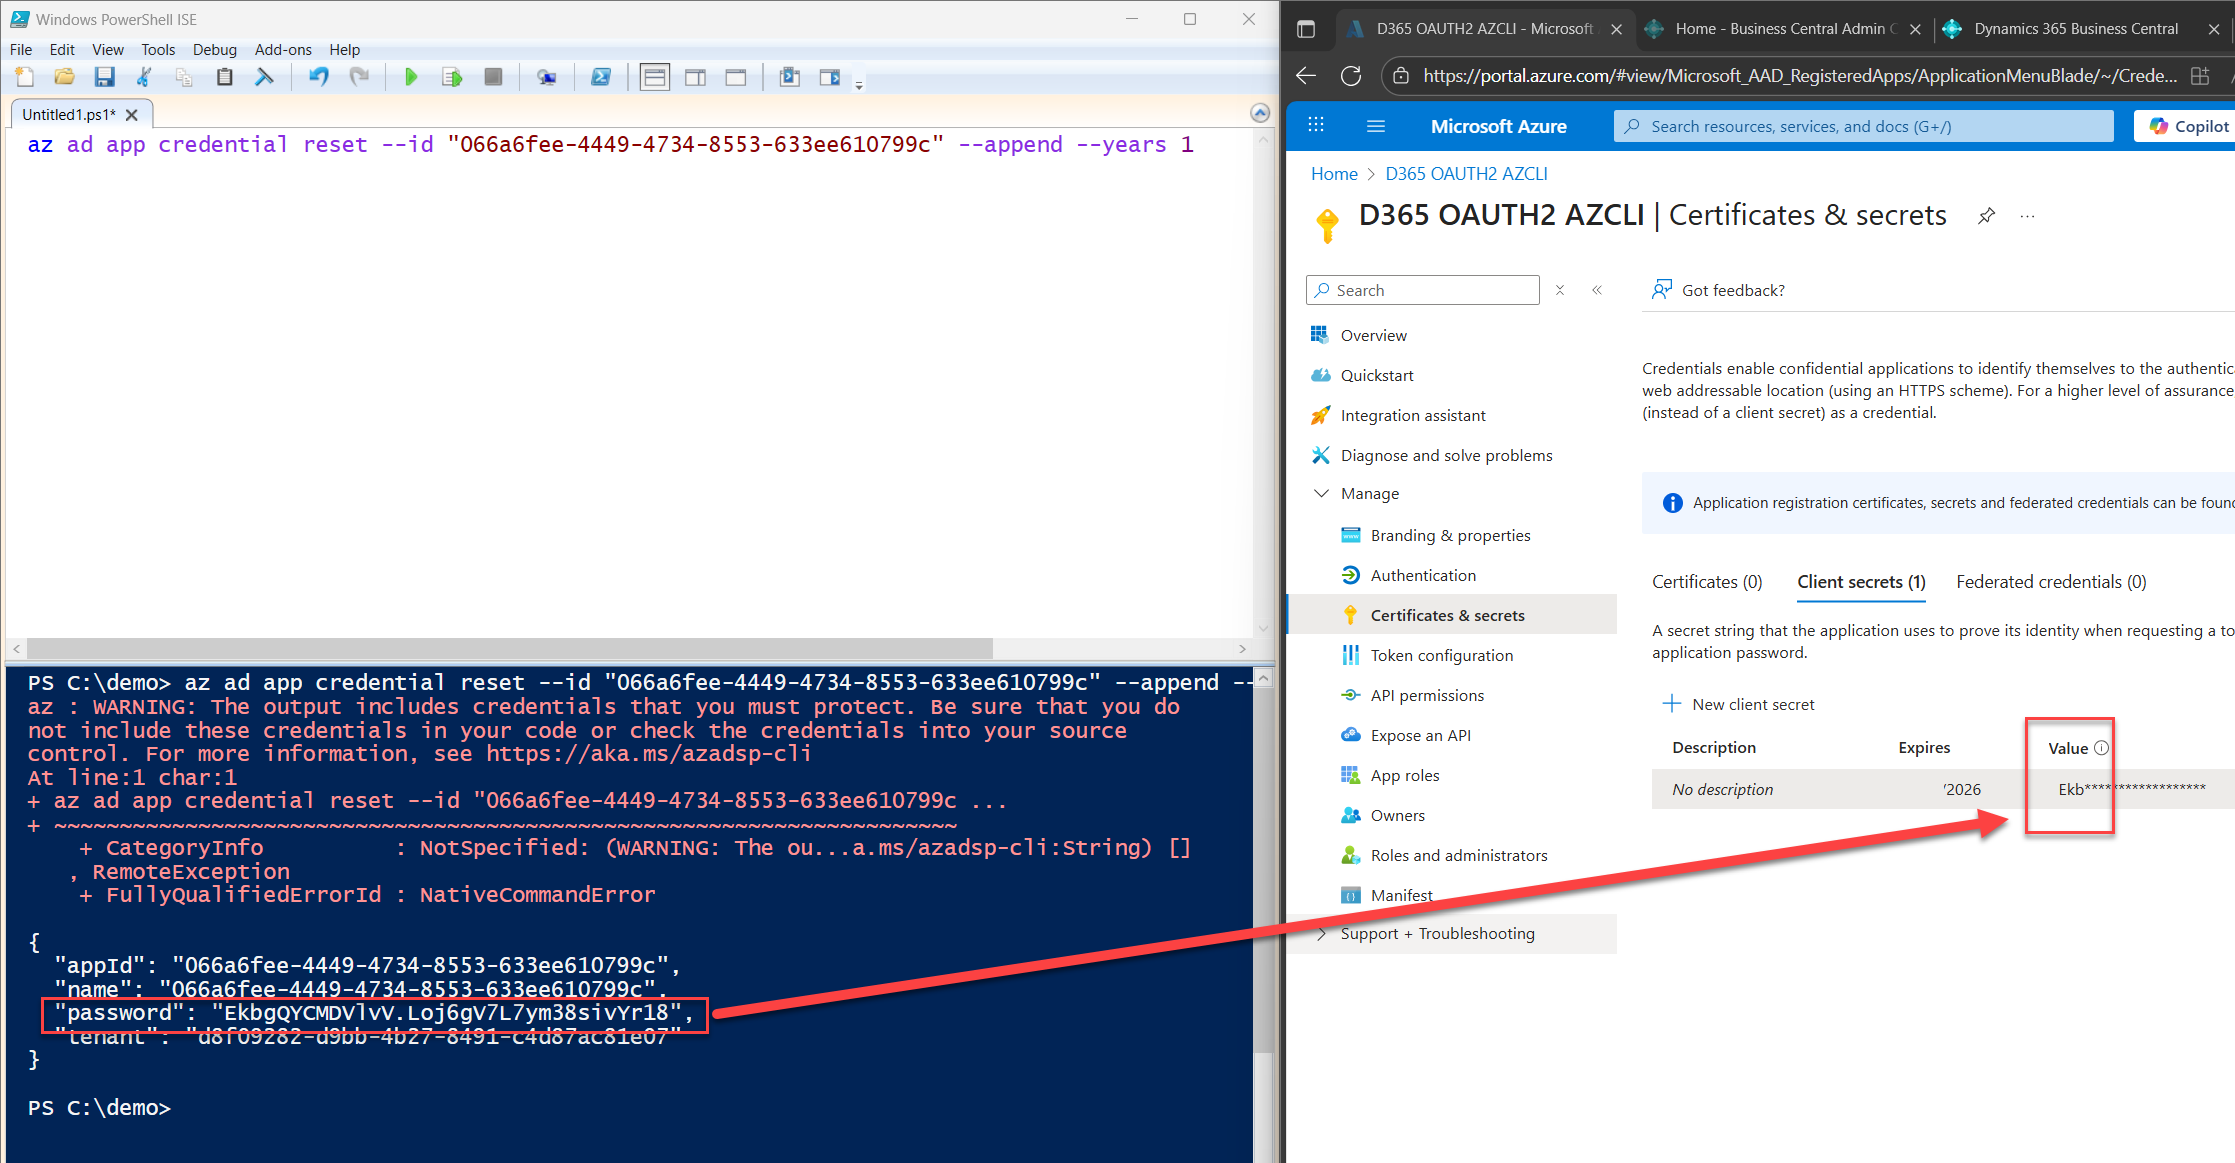 Windows PowerShell ISE
File Edit View Tools Debug Add-ons Help
Untitled1.ps1*
az ad app credential reset --id "066a6fee-4449-4734-8553-633ee610799c" --append --years 1
PS C:\demo> az ad app credential reset --id "066a6fee-4449-4734-8553-633ee610799c" --append --
az : WARNING: The output includes credentials that you must protect. Be sure that you do
not include these credentials in your code or check the credentials into your source
control. For more information, see https://aka.ms/azadsp-cli
At line:1 char:1
+ az ad app credential reset --id "066a6fee-4449-4734-8553-633ee610799c ...
+ ~~~~~~~~~~~~~~~~~~~~~~~~~~~~~~~~~~~~~~~~~~~~~~~~~~~~~~~~~~~~~~~~~~~~~
+ CategoryInfo : NotSpecified: (WARNING: The ou...a.ms/azadsp-cli:String) []
, RemoteException
+ FullyQualifiedErrorId : NativeCommandError
{
"appId": "066a6fee-4449-4734-8553-633ee610799c",
"name": "066a6fee-4449-4734-8553-633ee610799c",
"password": "EkbgQYCMDVlvV.Loj6gV7L7ym38sivYr18",
"tenant": "d8f09282-d9bb-4b27-8491-c4d87ac81e07"
}
PS C:\demo>
D365 OAUTH2 AZCLI - Microsoft
Home - Business Central Admin C
Dynamics 365 Business Central
https://portal.azure.com/#view/Microsoft_AAD_RegisteredApps/ApplicationMenuBlade/~/Crede...
Microsoft Azure
Search resources, services, and docs (G+/)
Copilot
Home > D365 OAUTH2 AZCLI
D365 OAUTH2 AZCLI | Certificates & secrets
Search
Got feedback?
Overview
Quickstart
Integration assistant
Diagnose and solve problems
Manage
Branding & properties
Authentication
Certificates & secrets
Token configuration
API permissions
Expose an API
App roles
Owners
Roles and administrators
Manifest
Support + Troubleshooting
Credentials enable confidential applications to identify themselves to the authentic
web addressable location (using an HTTPS scheme). For a higher level of assurance,
(instead of a client secret) as a credential.
Application registration certificates, secrets and federated credentials can be foun
Certificates (0) Client secrets (1) Federated credentials (0)
A secret string that the application uses to prove its identity when requesting a to
application password.
New client secret
Description Expires Value
No description /2026 Ekb******************